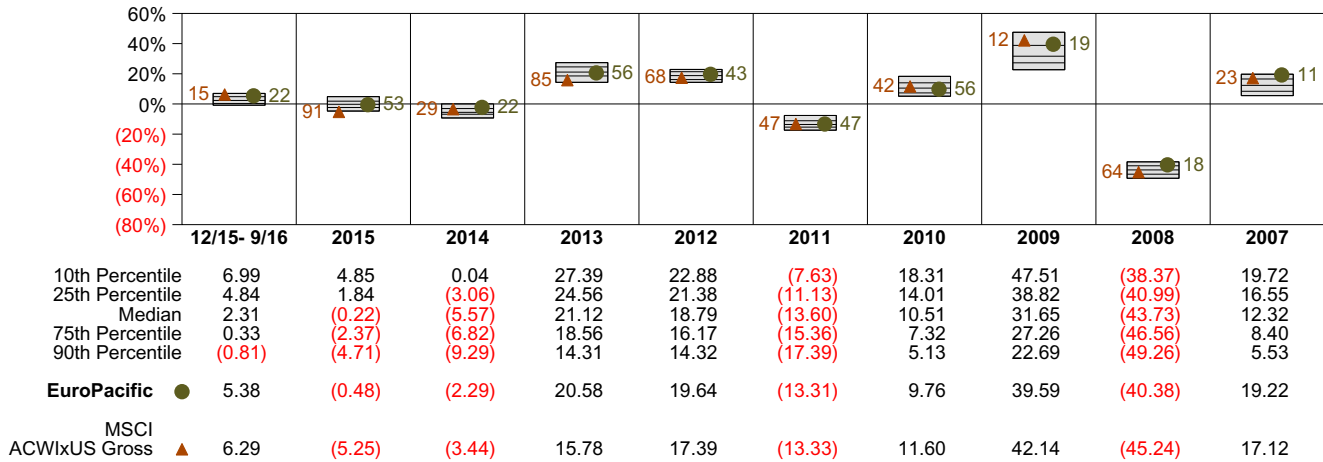 60%
40%
20%
0%
(20%)
(40%)
(60%)
(80%)
15 22
91 53
29 22
85 56
68 43
47 47
42 56
12 19
64 18
23 11
12/15- 9/16 2015 2014 2013 2012 2011 2010 2009 2008 2007
10th Percentile 6.99 4.85 0.04 27.39 22.88 (7.63) 18.31 47.51 (38.37) 19.72
25th Percentile 4.84 1.84 (3.06) 24.56 21.38 (11.13) 14.01 38.82 (40.99) 16.55
Median 2.31 (0.22) (5.57) 21.12 18.79 (13.60) 10.51 31.65 (43.73) 12.32
75th Percentile 0.33 (2.37) (6.82) 18.56 16.17 (15.36) 7.32 27.26 (46.56) 8.40
90th Percentile (0.81) (4.71) (9.29) 14.31 14.32 (17.39) 5.13 22.69 (49.26) 5.53
EuroPacific 5.38 (0.48) (2.29) 20.58 19.64 (13.31) 9.76 39.59 (40.38) 19.22
MSCI
ACWIxUS Gross 6.29 (5.25) (3.44) 15.78 17.39 (13.33) 11.60 42.14 (45.24) 17.12